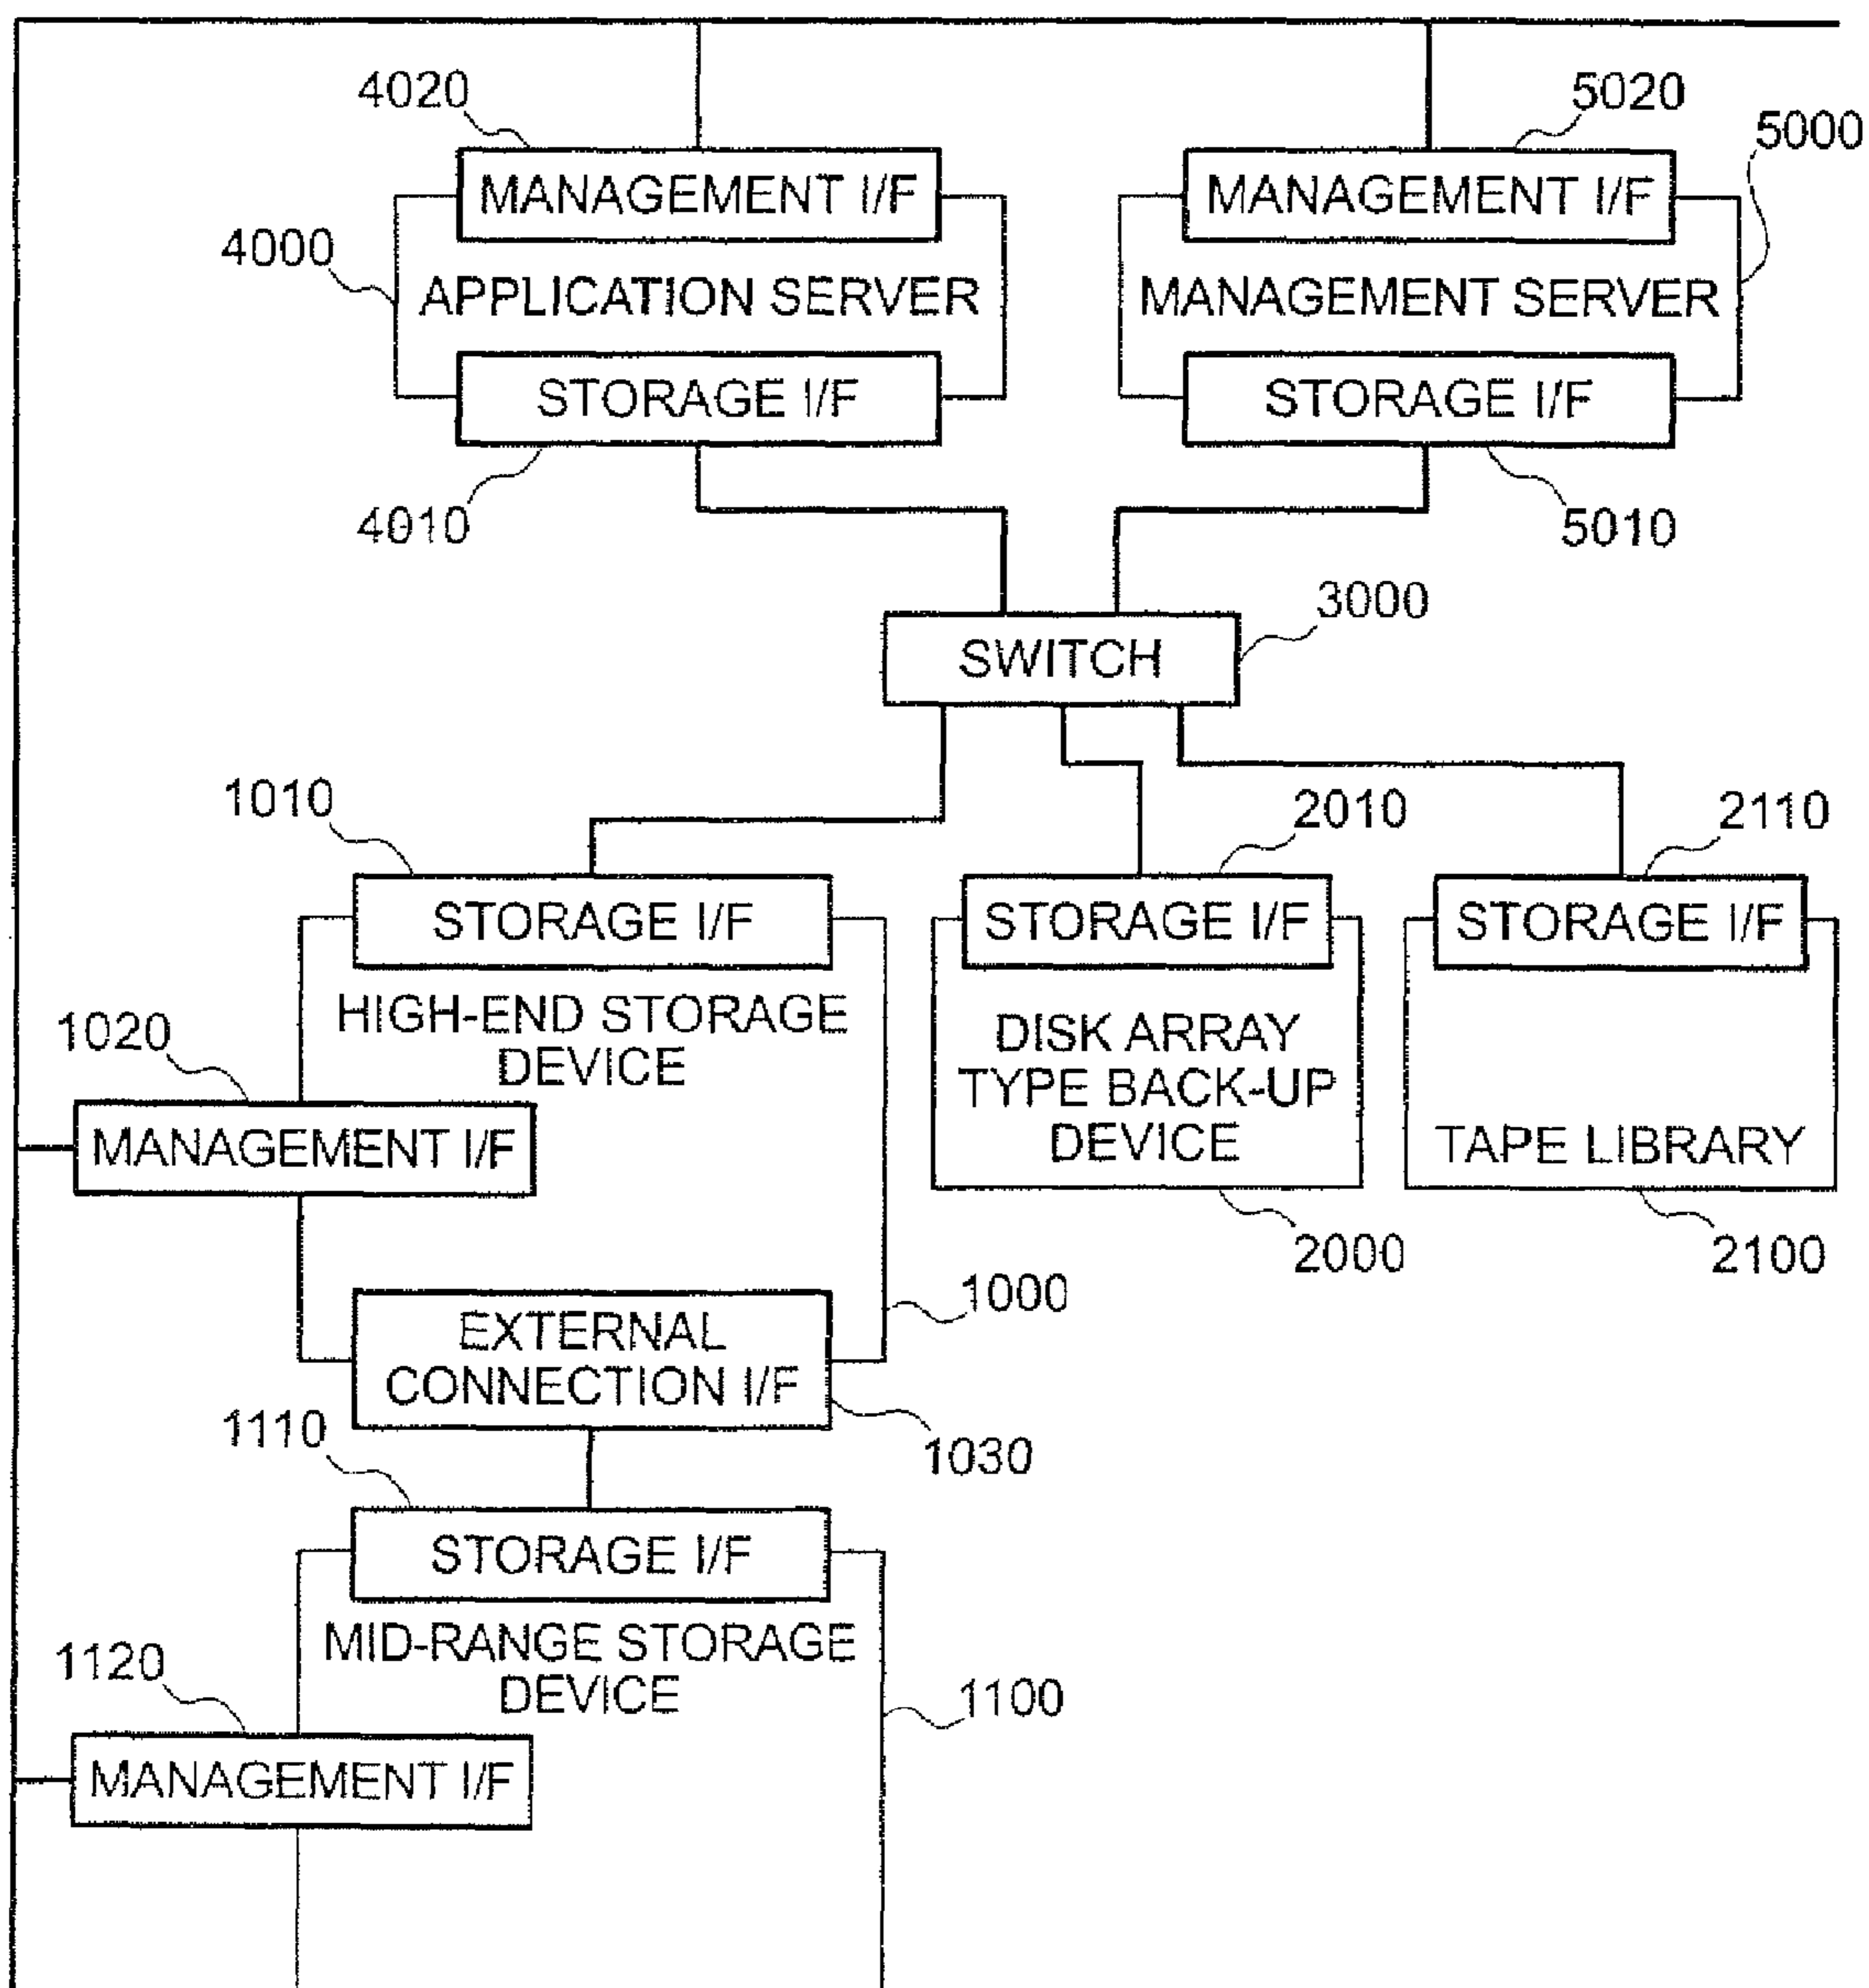 4020
5020
5000
MANAGEMENT I/F
MANAGEMENT I/F
4000
APPLICATION SERVER
MANAGEMENT SERVER
STORAGE I/F
STORAGE I/F
4010
5010
3000
SWITCH
1010
2010
2110
STORAGE I/F
STORAGE I/F
STORAGE I/F
HIGH-END STORAGE
DEVICE
1020
DISK ARRAY
TYPE BACK-UP
DEVICE
MANAGEMENT I/F
TAPE LIBRARY
2000
2100
1000
EXTERNAL
CONNECTION I/F
1110
1030
STORAGE I/F
MID-RANGE STORAGE
DEVICE
1120
1100
MANAGEMENT I/F